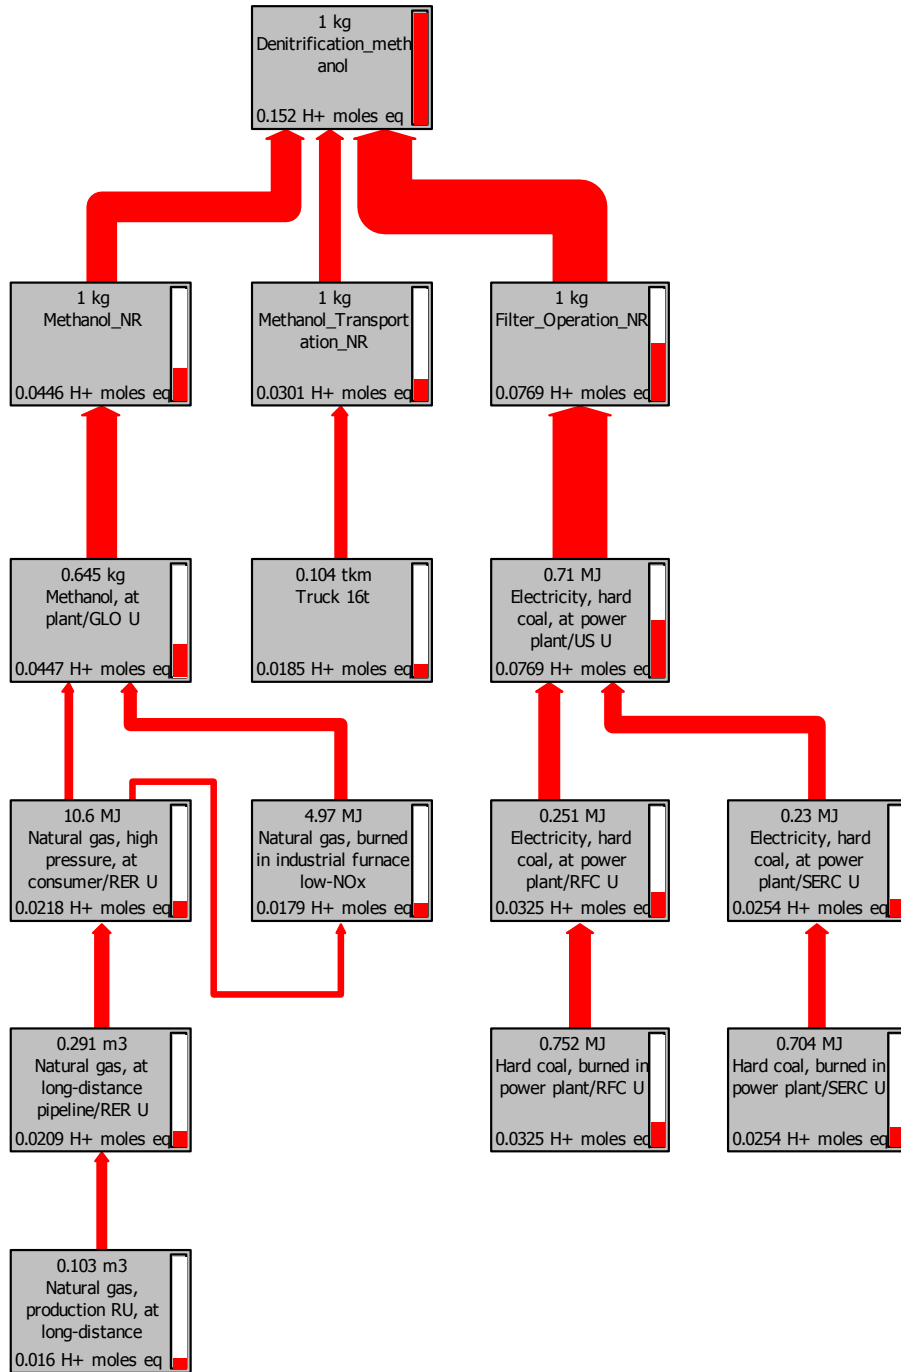 1 kg
Denitrification_meth
anol
0.152 H+ moles eq
1 kg
Methanol_NR
0.0446 H+ moles eq
1 kg
Methanol_Transport
ation_NR
0.0301 H+ moles eq
1 kg
Filter_Operation_NR
0.0769 H+ moles eq
0.645 kg
Methanol, at
plant/GLO U
0.0447 H+ moles eq
0.104 tkm
Truck 16t
0.0185 H+ moles eq
0.71 MJ
Electricity, hard
coal, at power
plant/US U
0.0769 H+ moles eq
10.6 MJ
Natural gas, high
pressure, at
consumer/RER U
0.0218 H+ moles eq
4.97 MJ
Natural gas, burned
in industrial furnace
low-NOx
0.0179 H+ moles eq
0.251 MJ
Electricity, hard
coal, at power
plant/RFC U
0.0325 H+ moles eq
0.23 MJ
Electricity, hard
coal, at power
plant/SERC U
0.0254 H+ moles eq
0.291 m3
Natural gas, at
long-distance
pipeline/RER U
0.0209 H+ moles eq
0.752 MJ
Hard coal, burned in
power plant/RFC U
0.0325 H+ moles eq
0.704 MJ
Hard coal, burned in
power plant/SERC U
0.0254 H+ moles eq
0.103 m3
Natural gas,
production RU, at
long-distance
0.016 H+ moles eq